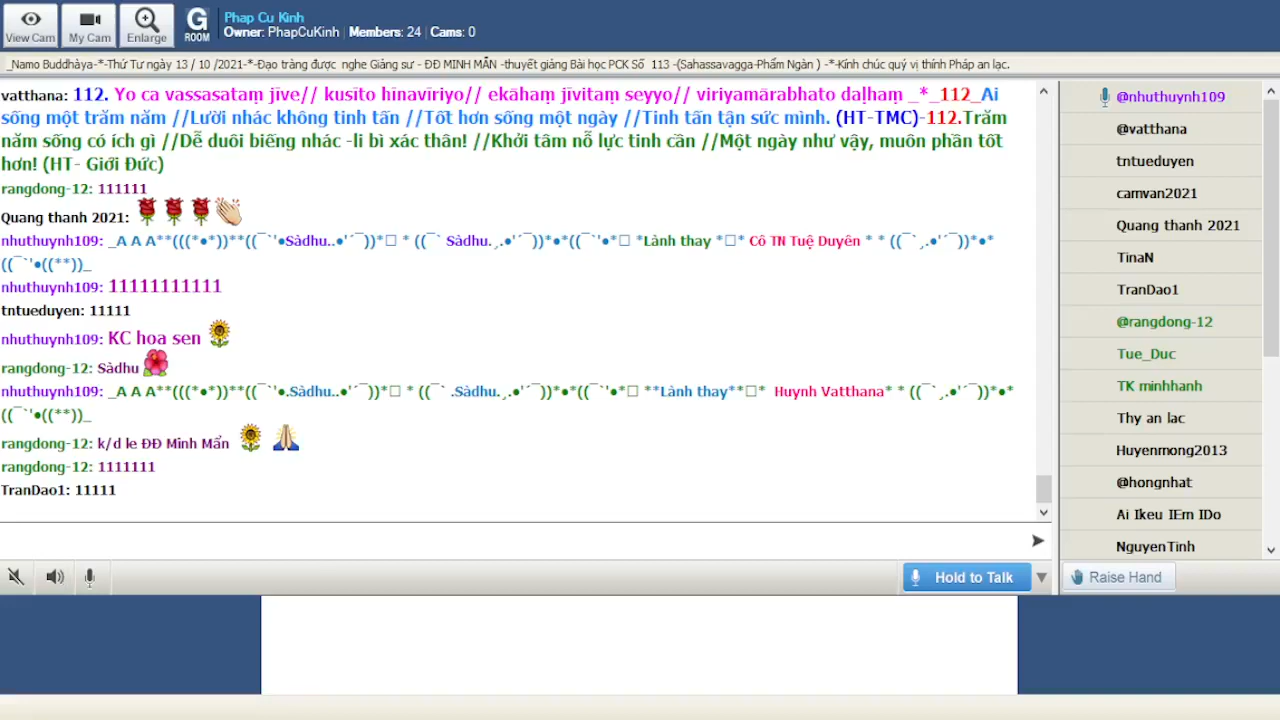 View Cam
My Cam
Enlarge
G
ROOM
Phap Cu Kinh
Owner: PhapCuKinh | Members: 24 | Cams: 0
_Namo Buddhàya-*-Thứ Tư ngày 13 / 10 /2021-*-Đạo tràng được nghe Giảng sư - ĐĐ MINH MẪN -thuyết giảng Bài học PCK Số 113 -(Sahassavagga-Phẩm Ngàn ) -*-Kính chúc quý vị thính Pháp an lạc.
vatthana: 112. Yo ca vassasataṃ jīve// kusīto hīnavīriyo// ekāhaṃ jīvitaṃ seyyo// viriyamārabhato daḷhaṃ _*_112_Ai
sống một trăm năm //Lười nhác không tinh tấn //Tốt hơn sống một ngày //Tinh tấn tận sức mình. (HT-TMC)-112.Trăm
năm sống có ích gì //Dễ duôi biếng nhác -li bì xác thân! //Khởi tâm nỗ lực tinh cần //Một ngày như vậy, muôn phần tốt
hơn! (HT- Giới Đức)
rangdong-12: 111111
Quang thanh 2021:
nhuthuynh109: _A A A**(((*•*))**((¯`'•Sàdhu..•'´¯))*□ * ((¯` Sàdhu.¸.•'´¯))*•*((¯`'•*□ *Lành thay *□* Cô TN Tuệ Duyên * * ((¯`¸.•'´¯))*•*
((¯`'•((**))_
nhuthuynh109: 11111111111
tntueduyen: 11111
nhuthuynh109: KC hoa sen
rangdong-12: Sàdhu
nhuthuynh109: _A A A**(((*•*))**((¯`'•.Sàdhu..•'´¯))*□ * ((¯` .Sàdhu.¸.•'´¯))*•*((¯`'•*□ **Lành thay**□* Huynh Vatthana* * ((¯`¸.•'´¯))*•*
((¯`'•((**))_
rangdong-12: k/d le ĐĐ Minh Mẩn
rangdong-12: 1111111
TranDao1: 11111
Hold to Talk
@nhuthuynh109
@vatthana
tntueduyen
camvan2021
Quang thanh 2021
TinaN
TranDao1
@rangdong-12
Tue_Duc
TK minhhanh
Thy an lac
Huyenmong2013
@hongnhat
Ai Ikeu IEm IDo
NguyenTinh
Raise Hand